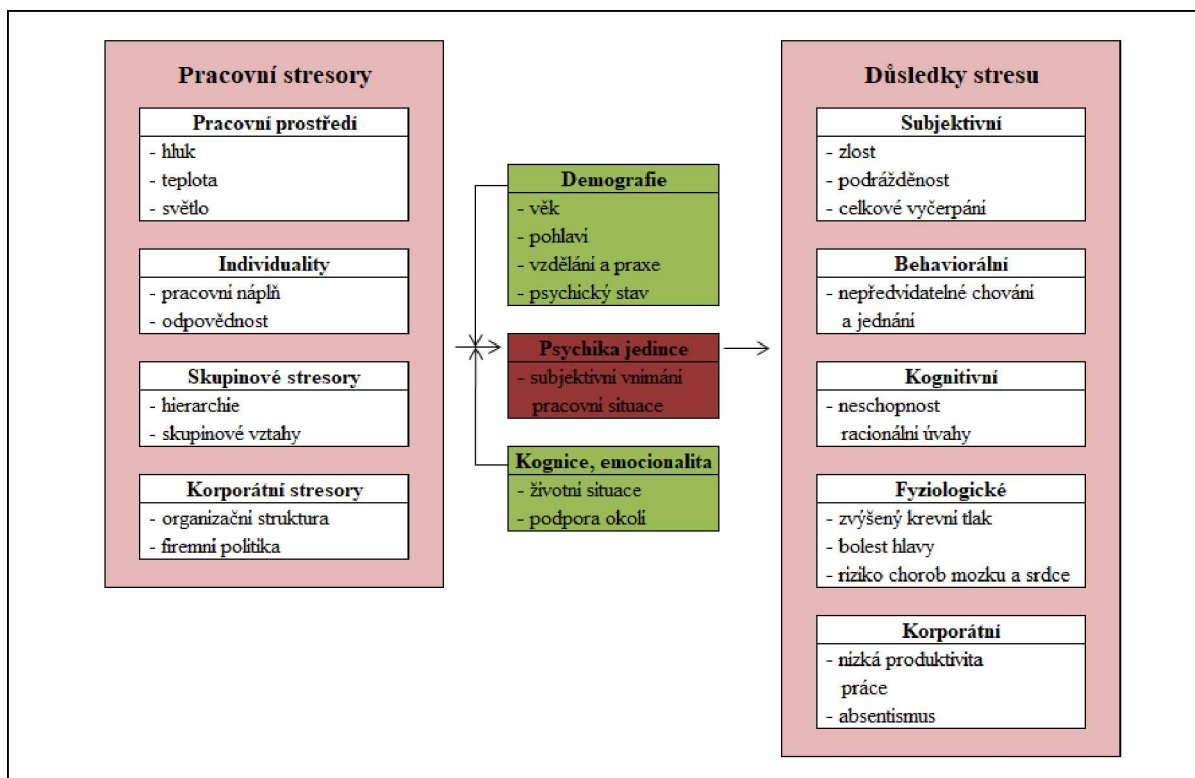 Pracovní stresory
Pracovní prostředí
- hluk
- teplota
- světlo
Individuality
- pracovní náplň
- odpovědnost
Skupinové stresory
- hierarchie
- skupinové vztahy
Korporátní stresory
- organizační struktura
- firemní politika
Demografie
- věk
- pohlaví
- vzdělání a praxe
- psychický stav
Psychika jedince
- subjektivní vnímání
pracovní situace
Kognice, emocionalita
- životní situace
- podpora okolí
Důsledky stresu
Subjektivní
- zlost
- podrážděnost
- celkové vyčerpání
Behaviorální
- nepředvidatelné chování
a jednání
Kognitivní
- neschopnost
racionální úvahy
Fyziologické
- zvýšený krevní tlak
- bolest hlavy
- riziko chorob mozku a srdce
Korporátní
- nízká produktivita
práce
- absentismus